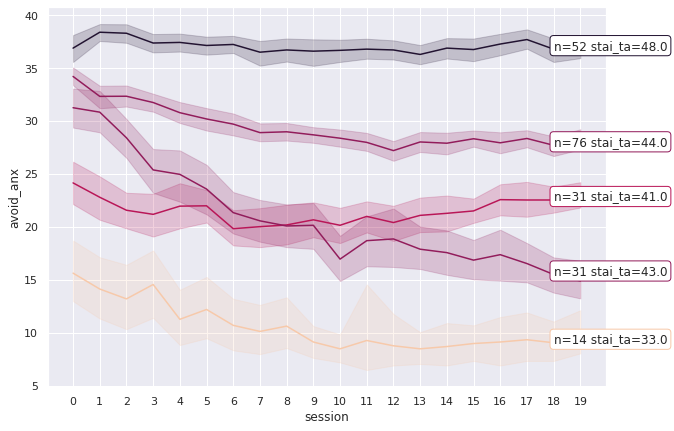 40
35
30
25
20
15
10
5
avoid_anx
n=52 stai_ta=48.0
n=76 stai_ta=44.0
n=31 stai_ta=41.0
n=31 stai_ta=43.0
n=14 stai_ta=33.0
0 1 2 3 4 5 6 7 8 9 10 11 12 13 14 15 16 17 18 19
session